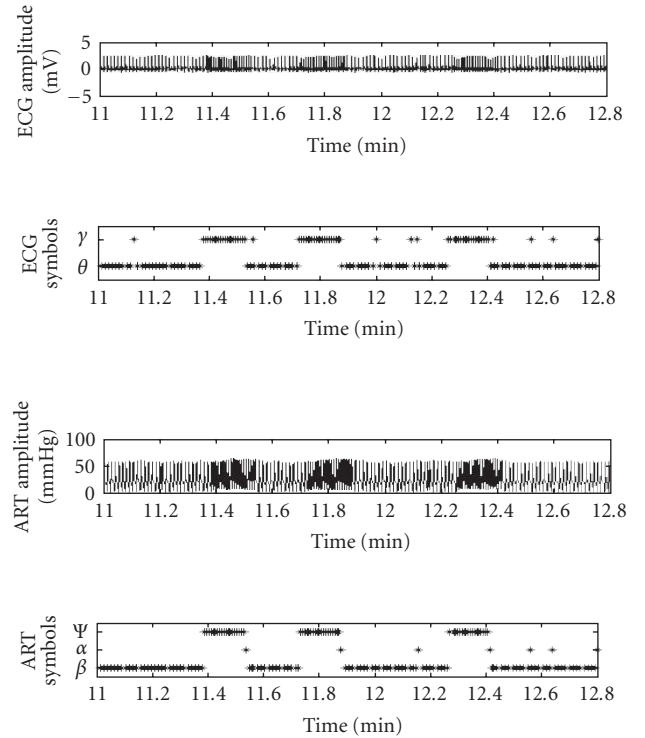 ECG amplitude
(mV)
5
0
−5
11 11.2 11.4 11.6 11.8 12 12.2 12.4 12.6 12.8
Time (min)
ECG
symbols
γ
θ
11 11.2 11.4 11.6 11.8 12 12.2 12.4 12.6 12.8
Time (min)
ART amplitude
(mmHg)
100
50
0
11 11.2 11.4 11.6 11.8 12 12.2 12.4 12.6 12.8
Time (min)
ART
symbols
Ψ
α
β
11 11.2 11.4 11.6 11.8 12 12.2 12.4 12.6 12.8
Time (min)